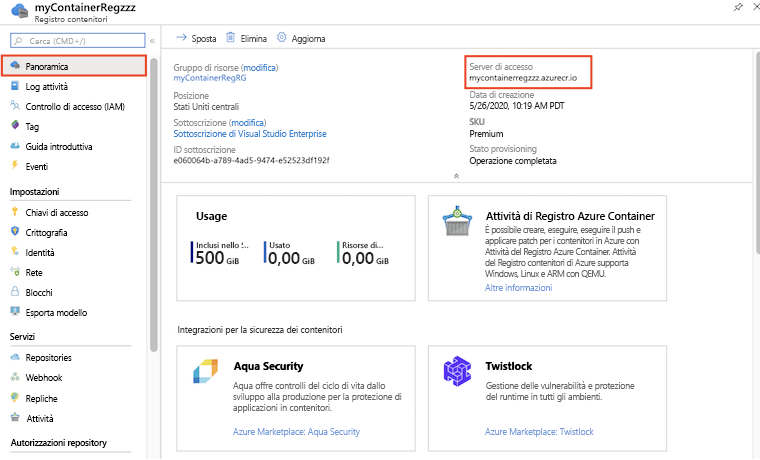 myContainerRegzzz
Registro contenitori
Cerca (CMD+/)
«
Panoramica
Log attività
Controllo di accesso (IAM)
Tag
Guida introduttiva
Eventi
Impostazioni
Chiavi di accesso
Crittografia
Identità
Rete
Blocchi
Esporta modello
Servizi
Repositories
Webhook
Repliche
Attività
Autorizzazioni repository
Sposta
Elimina
Aggiorna
Gruppo di risorse (modifica)
myContainerRegRG
Posizione
Stati Uniti centrali
Sottoscrizione (modifica)
Sottoscrizione di Visual Studio Enterprise
ID sottoscrizione
e060064b-a789-4ad5-9474-e52523df192f
Server di accesso
mycontainerregzzz.azurecr.io
Data di creazione
5/26/2020, 10:19 AM PDT
SKU
Premium
Stato provisioning
Operazione completata
Usage
Inclusi nello S...
500 GiB
Usato
0,00 GiB
Risorse di...
0,00 GiB
Attività di Registro Azure Container
È possibile creare, eseguire, eseguire il push e
applicare patch per i contenitori in Azure con
Attività del Registro Azure Container. Attività
del Registro contenitori di Azure supporta
Windows, Linux e ARM con QEMU.
Altre informazioni
Integrazioni per la sicurezza dei contenitori
Aqua Security
Aqua offre controlli del ciclo di vita dallo
sviluppo alla produzione per la protezione di
applicazioni in contenitori.
Azure Marketplace: Aqua Security
Twistlock
Gestione delle vulnerabilità e protezione
del runtime in tutti gli ambienti.
Azure Marketplace: Twistlock